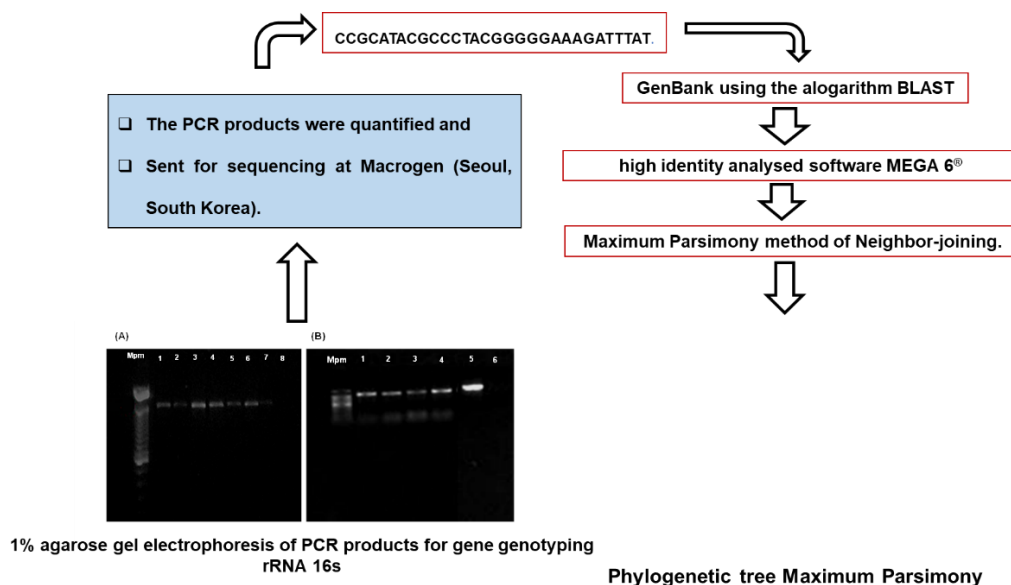 CCGCATACGCCCTACGGGGGAAAGATTTAT.
GenBank using the alogarithm BLAST
❑ The PCR products were quantified and
❑ Sent for sequencing at Macrogen (Seoul,
South Korea).
high identity analysed software MEGA 6®
Maximum Parsimony method of Neighbor-joining.
(A)
Mpm 1 2 3 4 5 6 7 8
(B)
Mpm 1 2 3 4 5 6
1% agarose gel electrophoresis of PCR products for gene genotyping
rRNA 16s
Phylogenetic tree Maximum Parsimony